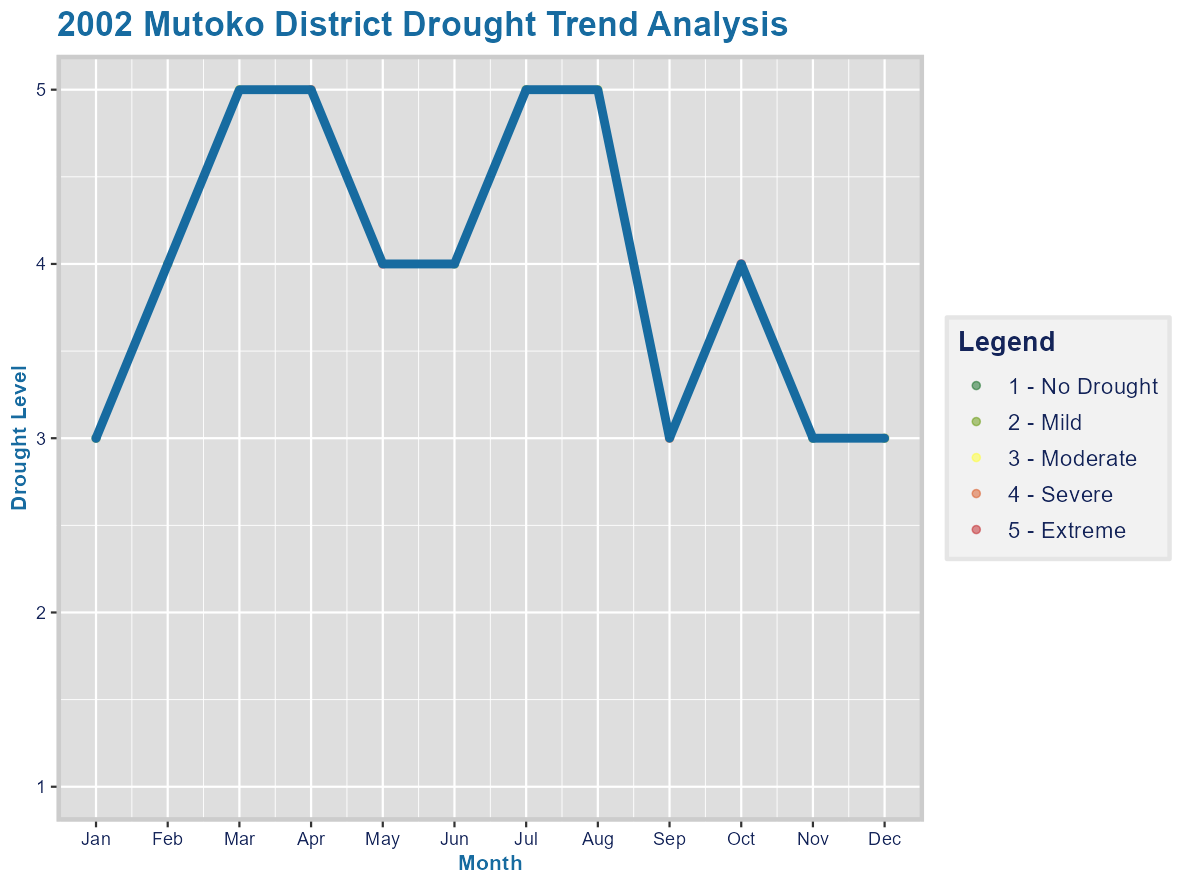 2002 Mutoko District Drought Trend Analysis
5
4
3
2
1
Drought Level
Jan Feb Mar Apr May Jun Jul Aug Sep Oct Nov Dec
Month
Legend
1 - No Drought
2 - Mild
3 - Moderate
4 - Severe
5 - Extreme